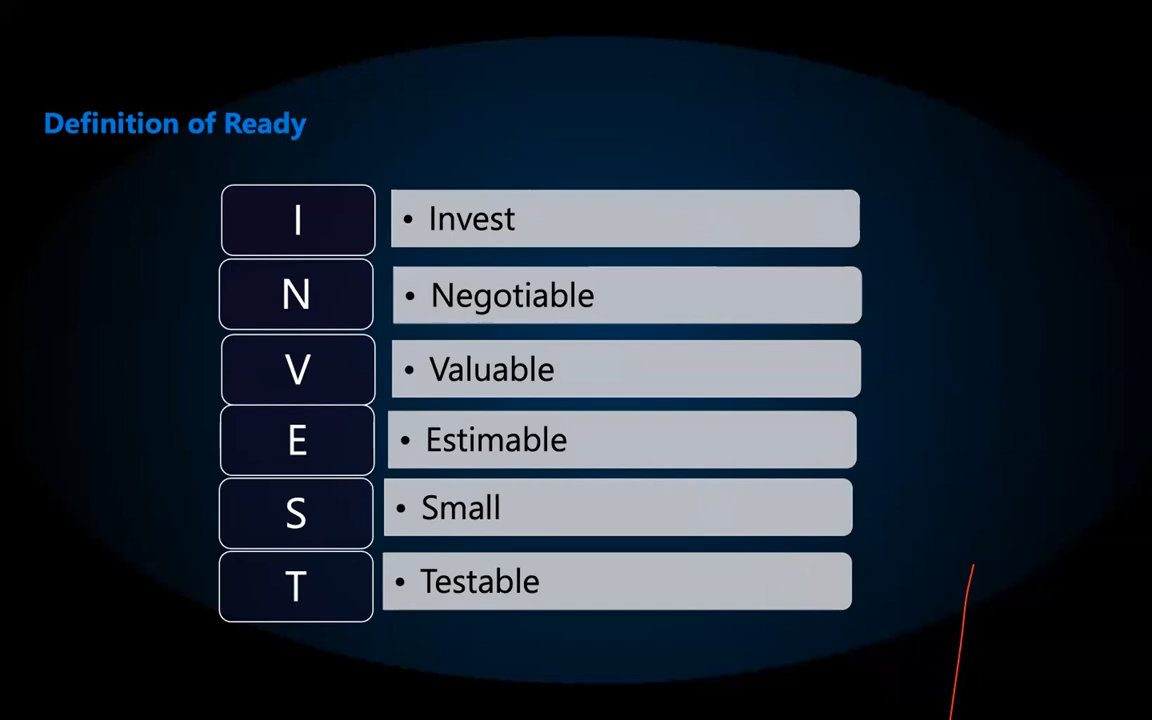 Definition of Ready
I
• Invest
N
• Negotiable
V
• Valuable
E
• Estimable
S
• Small
T
• Testable